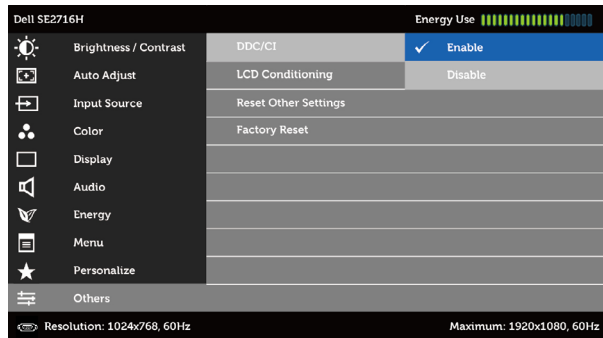 Dell SE2716H Energy Use
Brightness / Contrast DDC/CI Enable
Auto Adjust LCD Conditioning Disable
Input Source Reset Other Settings
Color Factory Reset
Display
Audio
Energy
Menu
Personalize
Others
Resolution: 1024x768, 60Hz Maximum: 1920x1080, 60Hz